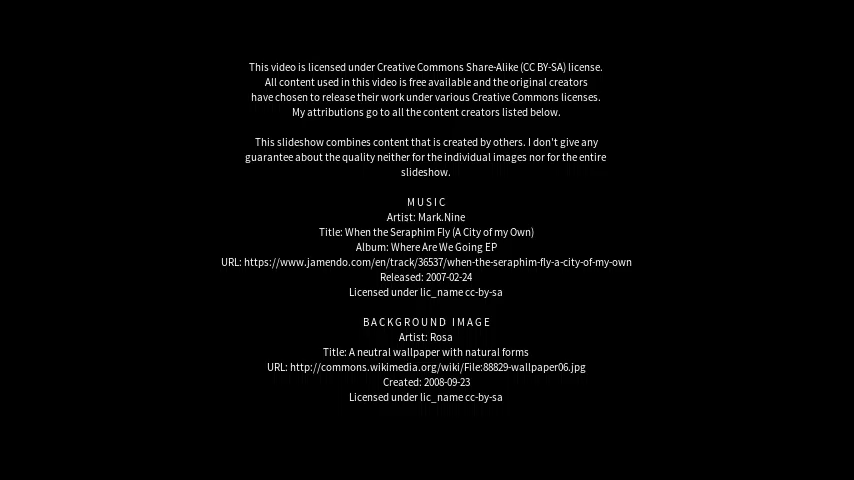 This video is licensed under Creative Commons Share-Alike (CC BY-SA) license.
All content used in this video is free available and the original creators
have chosen to release their work under various Creative Commons licenses.
My attributions go to all the content creators listed below.
This slideshow combines content that is created by others. I don't give any
guarantee about the quality neither for the individual images nor for the entire
slideshow.
MUSIC
Artist: Mark.Nine
Title: When the Seraphim Fly (A City of my Own)
Album: Where Are We Going EP
URL: https://www.jamendo.com/en/track/36537/when-the-seraphim-fly-a-city-of-my-own
Released: 2007-02-24
Licensed under lic_name cc-by-sa
BACKGROUND IMAGE
Artist: Rosa
Title: A neutral wallpaper with natural forms
URL: http://commons.wikimedia.org/wiki/File:88829-wallpaper06.jpg
Created: 2008-09-23
Licensed under lic_name cc-by-sa